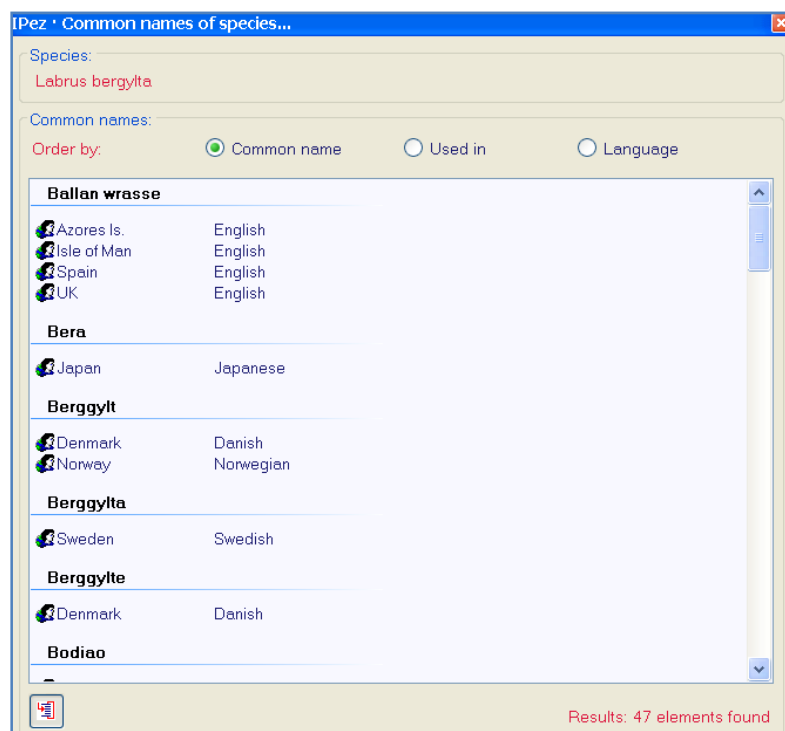 IPez · Common names of species...
Species:
Labrus bergylta
Common names:
Order by: Common name Used in Language
Ballan wrasse
Azores Is. English
Isle of Man English
Spain English
UK English
Bera
Japan Japanese
Berggylt
Denmark Danish
Norway Norwegian
Berggylta
Sweden Swedish
Berggylte
Denmark Danish
Bodiao
Results: 47 elements found